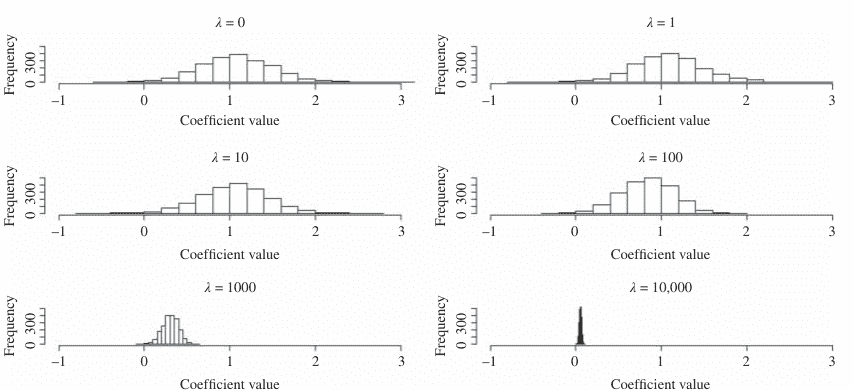 λ = 0
Frequency
0 300
–1 0 1 2 3
Coefficient value
λ = 1
Frequency
0 300
–1 0 1 2 3
Coefficient value
λ = 10
Frequency
0 300
–1 0 1 2 3
Coefficient value
λ = 100
Frequency
0 300
–1 0 1 2 3
Coefficient value
λ = 1000
Frequency
0 300
–1 0 1 2 3
Coefficient value
λ = 10,000
Frequency
0 300
–1 0 1 2 3
Coefficient value